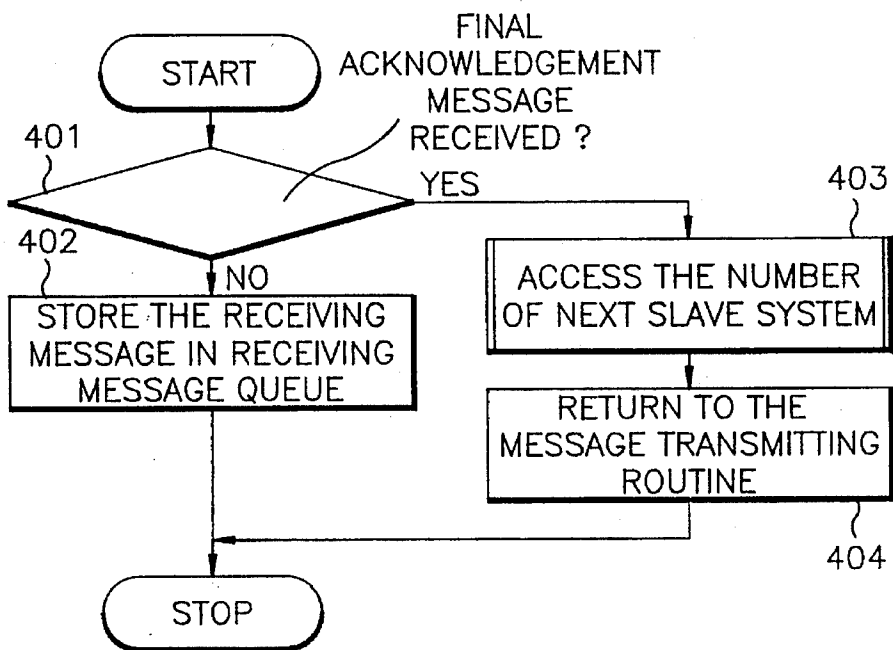 START
FINAL
ACKNOWLEDGEMENT
MESSAGE
RECEIVED ?
401
YES
402
NO
STORE THE RECEIVING
MESSAGE IN RECEIVING
MESSAGE QUEUE
403
ACCESS THE NUMBER
OF NEXT SLAVE SYSTEM
RETURN TO THE
MESSAGE TRANSMITTING
ROUTINE
404
STOP